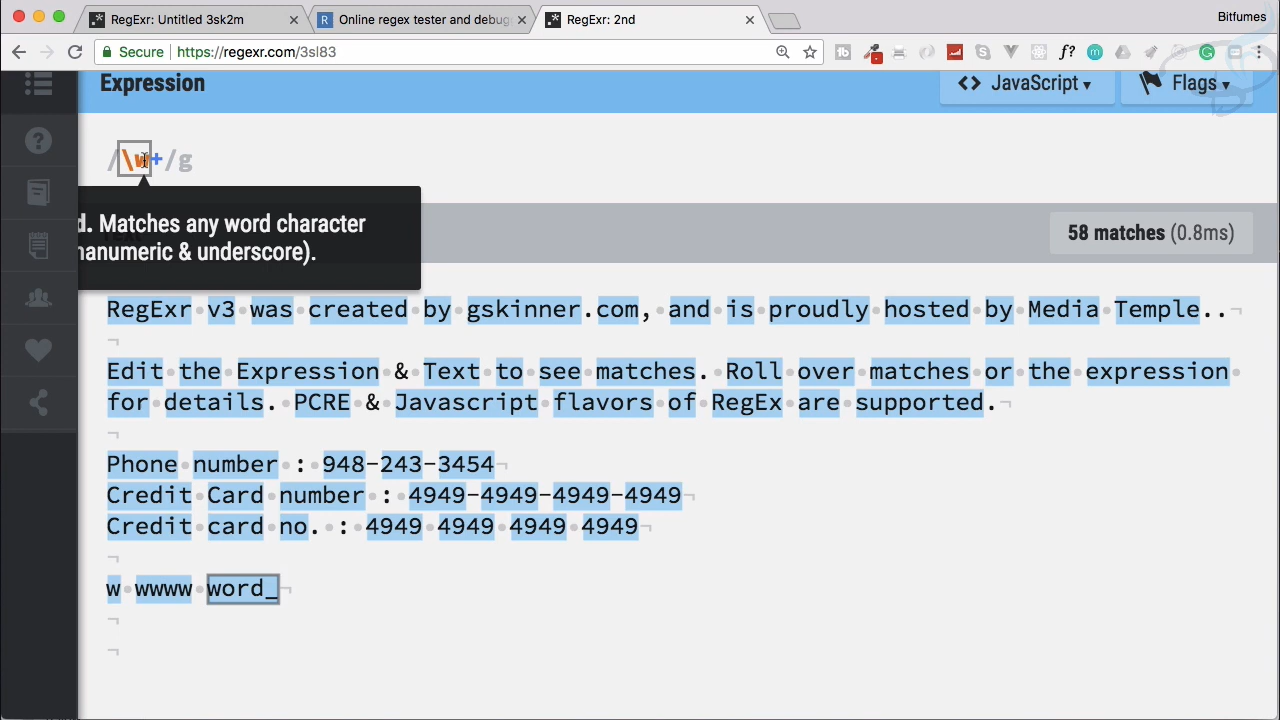 RegExr: Untitled 3sk2m
Online regex tester and debug
RegExr: 2nd
Bitfumes
Secure https://regexr.com/3sl83
Expression
<> JavaScript ▾
Flags ▾
/\w+/g
d. Matches any word character
nanumeric & underscore).
58 matches (0.8ms)
RegExr v3 was created by gskinner.com, and is proudly hosted by Media Temple..
Edit the Expression & Text to see matches. Roll over matches or the expression
for details. PCRE & Javascript flavors of RegEx are supported.
Phone number : 948-243-3454
Credit Card number : 4949-4949-4949-4949
Credit card no. : 4949 4949 4949 4949
w wwww word_